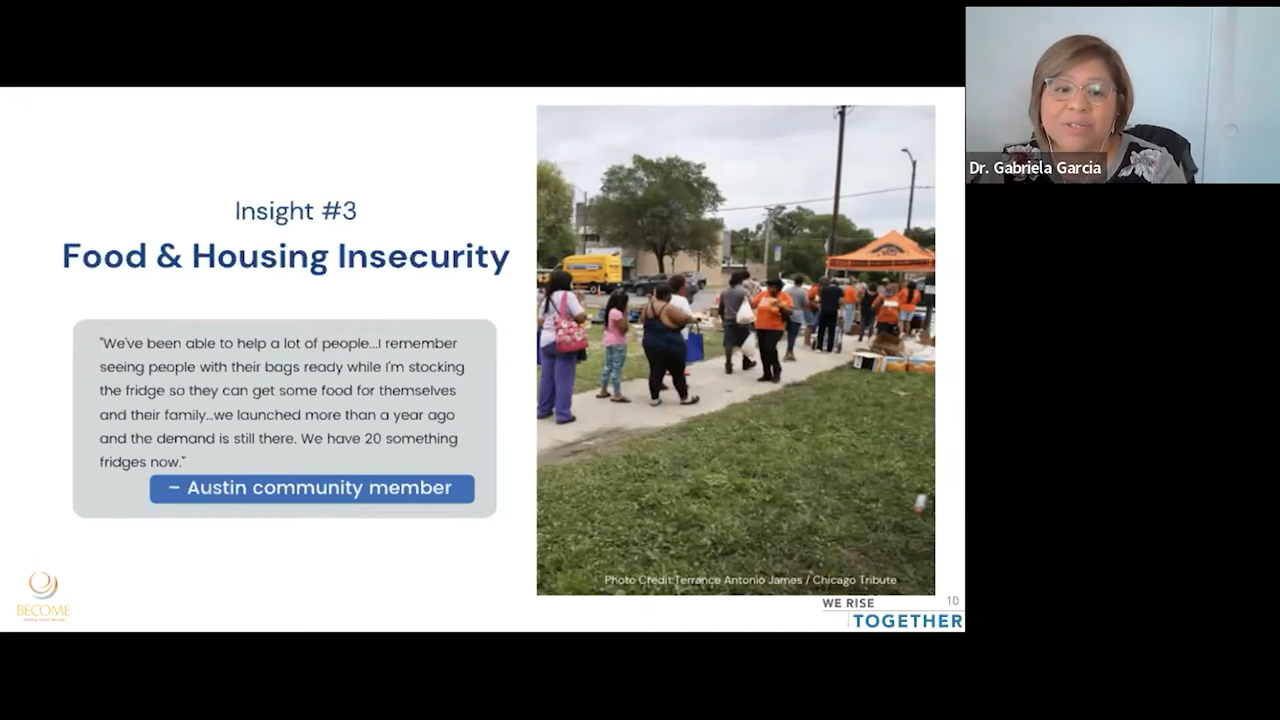 Insight #3
Food & Housing Insecurity
"We've been able to help a lot of people...I remember
seeing people with their bags ready while I'm stocking
the fridge so they can get some food for themselves
and their family...we launched more than a year ago
and the demand is still there. We have 20 something
fridges now."
– Austin community member
Photo Credit:Terrance Antonio James / Chicago Tribute
BECOME
WE RISE
TOGETHER
10
Dr. Gabriela Garcia